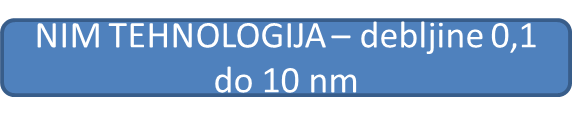 NIM TEHNOLOGIJA – debljine 0,1
do 10 nm